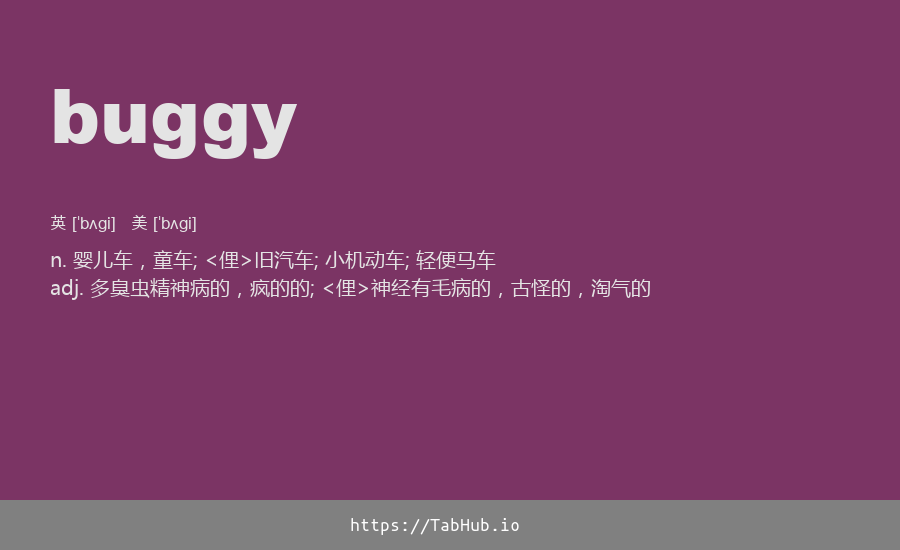 buggy
英 ['bʌgi] 美 ['bʌgi]
n. 婴儿车，童车; <俚>旧汽车; 小机动车; 轻便马车
adj. 多臭虫精神病的，疯的的; <俚>神经有毛病的，古怪的，淘气的
https://TabHub.io